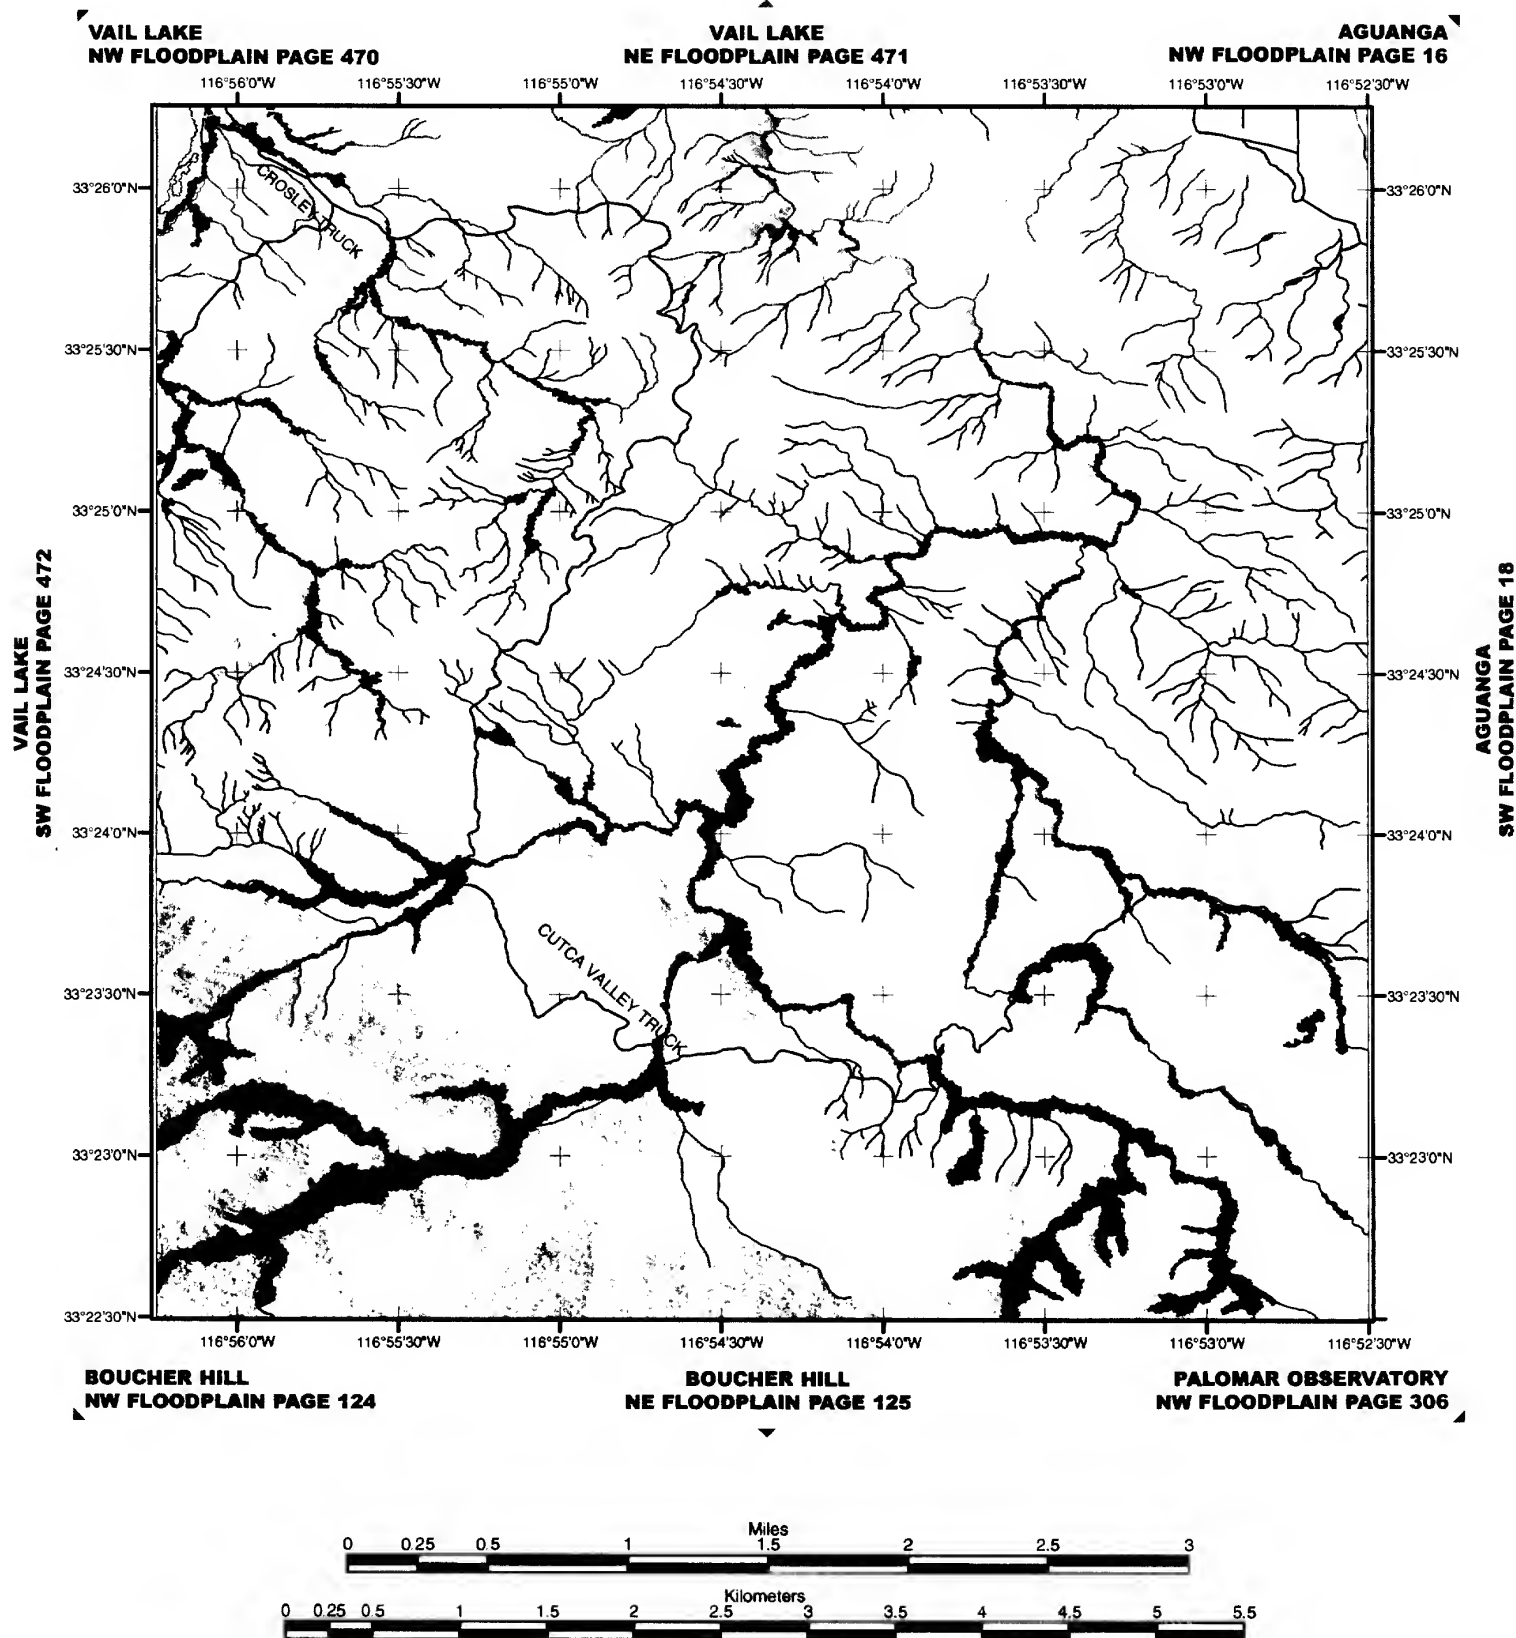 VAIL LAKE
NW FLOODPLAIN PAGE 470
VAIL LAKE
NE FLOODPLAIN PAGE 471
AGUANGA
NW FLOODPLAIN PAGE 16
116°56'0"W 116°55'30"W 116°55'0"W 116°54'30"W 116°54'0"W 116°53'30"W 116°53'0"W 116°52'30"W
33°26'0"N 33°26'0"N
CROSLEY TRUCK
33°25'30"N 33°25'30"N
33°25'0"N 33°25'0"N
VAIL LAKE
SW FLOODPLAIN PAGE 472
AGUANGA
SW FLOODPLAIN PAGE 18
33°24'30"N 33°24'30"N
33°24'0"N 33°24'0"N
CUTCA VALLEY TRUCK
33°23'30"N 33°23'30"N
33°23'0"N 33°23'0"N
33°22'30"N
116°56'0"W 116°55'30"W 116°55'0"W 116°54'30"W 116°54'0"W 116°53'30"W 116°53'0"W 116°52'30"W
BOUCHER HILL
NW FLOODPLAIN PAGE 124
BOUCHER HILL
NE FLOODPLAIN PAGE 125
PALOMAR OBSERVATORY
NW FLOODPLAIN PAGE 306
Miles
0 0.25 0.5 1 1.5 2 2.5 3
Kilometers
0 0.25 0.5 1 1.5 2 2.5 3 3.5 4 4.5 5 5.5